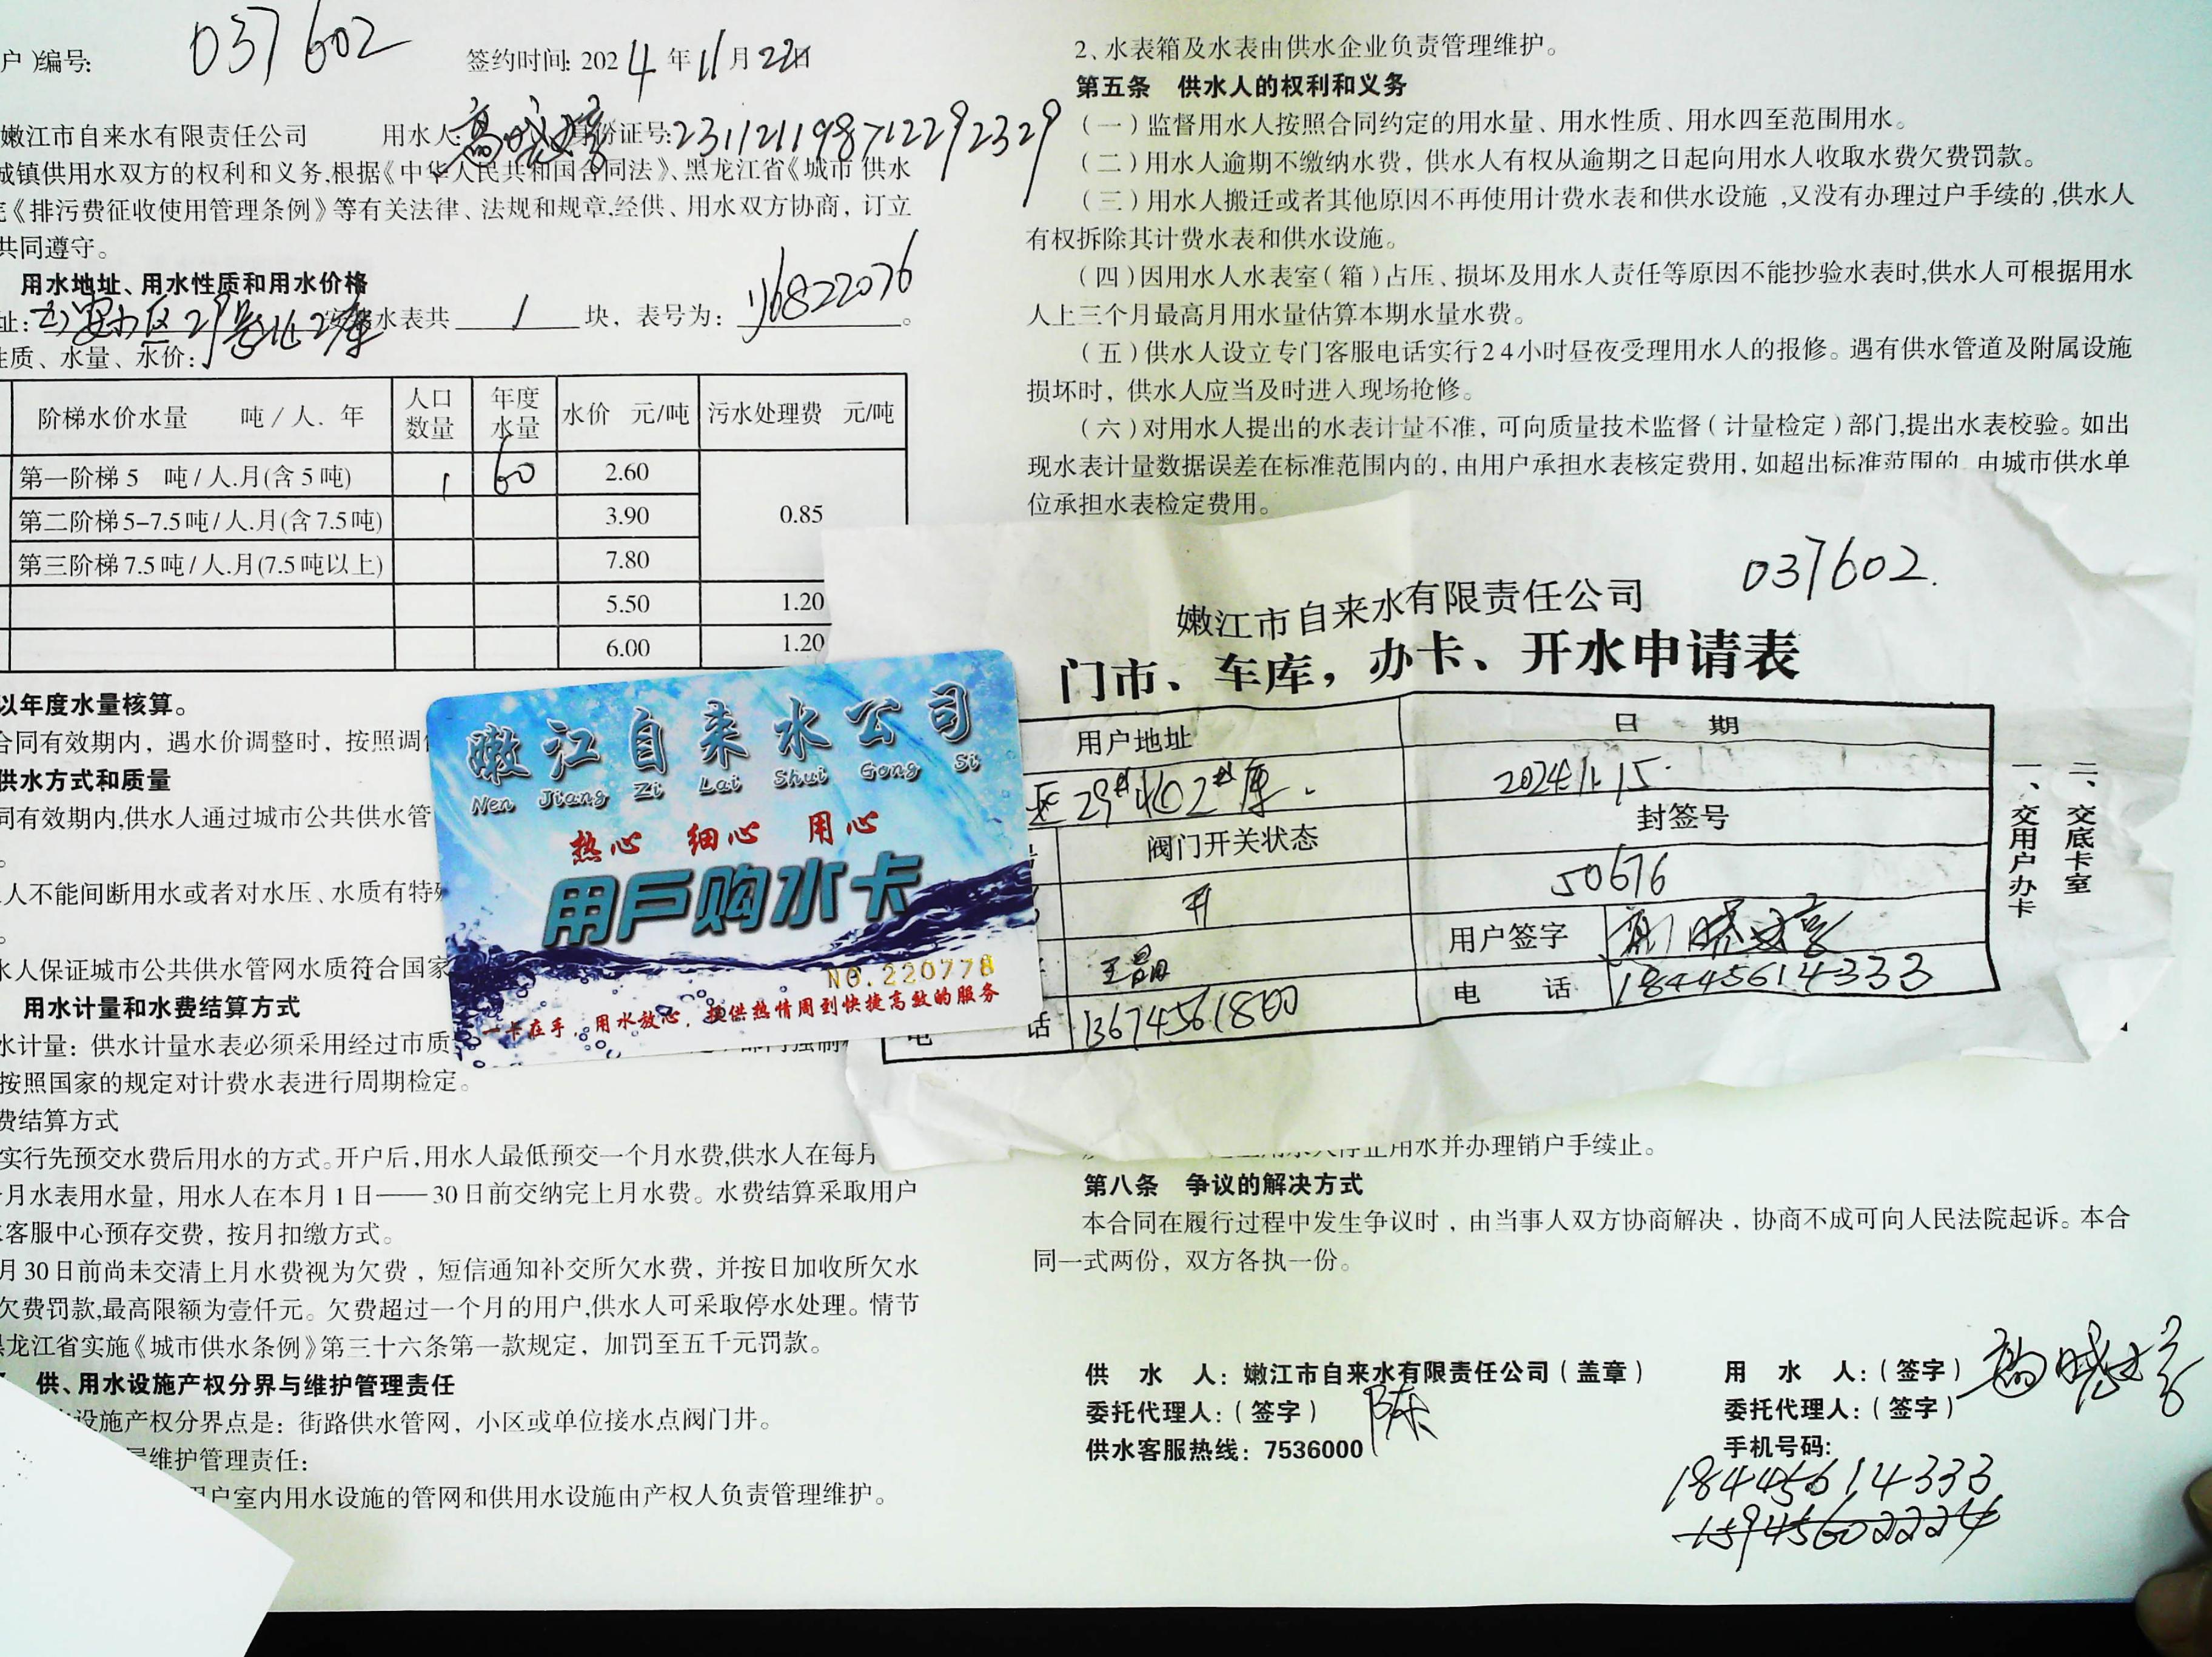 户)编号: 037602 签约时间: 2024年11月22日
嫩江市自来水有限责任公司 用水人: 份证号: 231121198712292329
城镇供用水双方的权利和义务,根据《中华人民共和国合同法》、黑龙江省《城市 供水
《排污费征收使用管理条例》等有关法律、法规和规章,经供、用水双方协商，订立
共同遵守。
用水地址、用水性质和用水价格
址: 区29号北2库 水表共 1 块，表号为: 。
性质、水量、水价:
阶梯水价水量 吨/人. 年 人口数量 年度水量 水价 元/吨 污水处理费 元/吨
第一阶梯 5 吨/人.月(含 5 吨) 1 60 2.60
第二阶梯 5-7.5 吨/人.月(含 7.5 吨) 3.90 0.85
第三阶梯 7.5 吨/人.月(7.5 吨以上) 7.80
5.50 1.20
6.00 1.20
以年度水量核算。
合同有效期内，遇水价调整时，按照调
供水方式和质量
同有效期内,供水人通过城市公共供水管
。
人不能间断用水或者对水压、水质有特
。
水人保证城市公共供水管网水质符合国家
用水计量和水费结算方式
水计量：供水计量水表必须采用经过市质
按照国家的规定对计费水表进行周期检定。
费结算方式
实行先预交水费后用水的方式。开户后,用水人最低预交一个月水费,供水人在每月
月水表用水量，用水人在本月 1 日——30 日前交纳完上月水费。水费结算采取用户
客服中心预存交费，按月扣缴方式。
月 30 日前尚未交清上月水费视为欠费，短信通知补交所欠水费，并按日加收所欠水
欠费罚款,最高限额为壹仟元。欠费超过一个月的用户,供水人可采取停水处理。情节
黑龙江省实施《城市供水条例》第三十六条第一款规定，加罚至五千元罚款。
供、用水设施产权分界与维护管理责任
设施产权分界点是：街路供水管网，小区或单位接水点阀门井。
维护管理责任：
户室内用水设施的管网和供用水设施由产权人负责管理维护。
2、水表箱及水表由供水企业负责管理维护。
第五条 供水人的权利和义务
（一）监督用水人按照合同约定的用水量、用水性质、用水四至范围用水。
（二）用水人逾期不缴纳水费，供水人有权从逾期之日起向用水人收取水费欠费罚款。
（三）用水人搬迁或者其他原因不再使用计费水表和供水设施 ,又没有办理过户手续的 ,供水人
有权拆除其计费水表和供水设施。
（四）因用水人水表室（箱）占压、损坏及用水人责任等原因不能抄验水表时,供水人可根据用水
人上三个月最高月用水量估算本期水量水费。
（五）供水人设立专门客服电话实行24小时昼夜受理用水人的报修。遇有供水管道及附属设施
损坏时，供水人应当及时进入现场抢修。
（六）对用水人提出的水表计量不准，可向质量技术监督（计量检定）部门,提出水表校验。如出
现水表计量数据误差在标准范围内的，由用户承担水表核定费用，如超出标准范围的，由城市供水单
位承担水表检定费用。
037602.
嫩江市自来水有限责任公司
门市、车库，办卡、开水申请表
用户地址 日 期
区29#北2#库. 2024.11.15.
阀门开关状态 封签号
开 50676
王晶 用户签字
话 13674561800 电 话 18445614333
一、交用户办卡
二、交底卡室
嫩江自来水公司
Nen Jiang Zi Lai Shui Gong Si
热心 细心 用心
用户购水卡
NO.220778
一卡在手，用水放心，提供热情周到快捷高效的服务
用水并办理销户手续止。
第八条 争议的解决方式
本合同在履行过程中发生争议时，由当事人双方协商解决，协商不成可向人民法院起诉。本合
同一式两份，双方各执一份。
供 水 人：嫩江市自来水有限责任公司（盖章） 用 水 人：（签字）
委托代理人：（签字） 陈 委托代理人：（签字）
供水客服热线：7536000 手机号码:
18445614333
15945602224